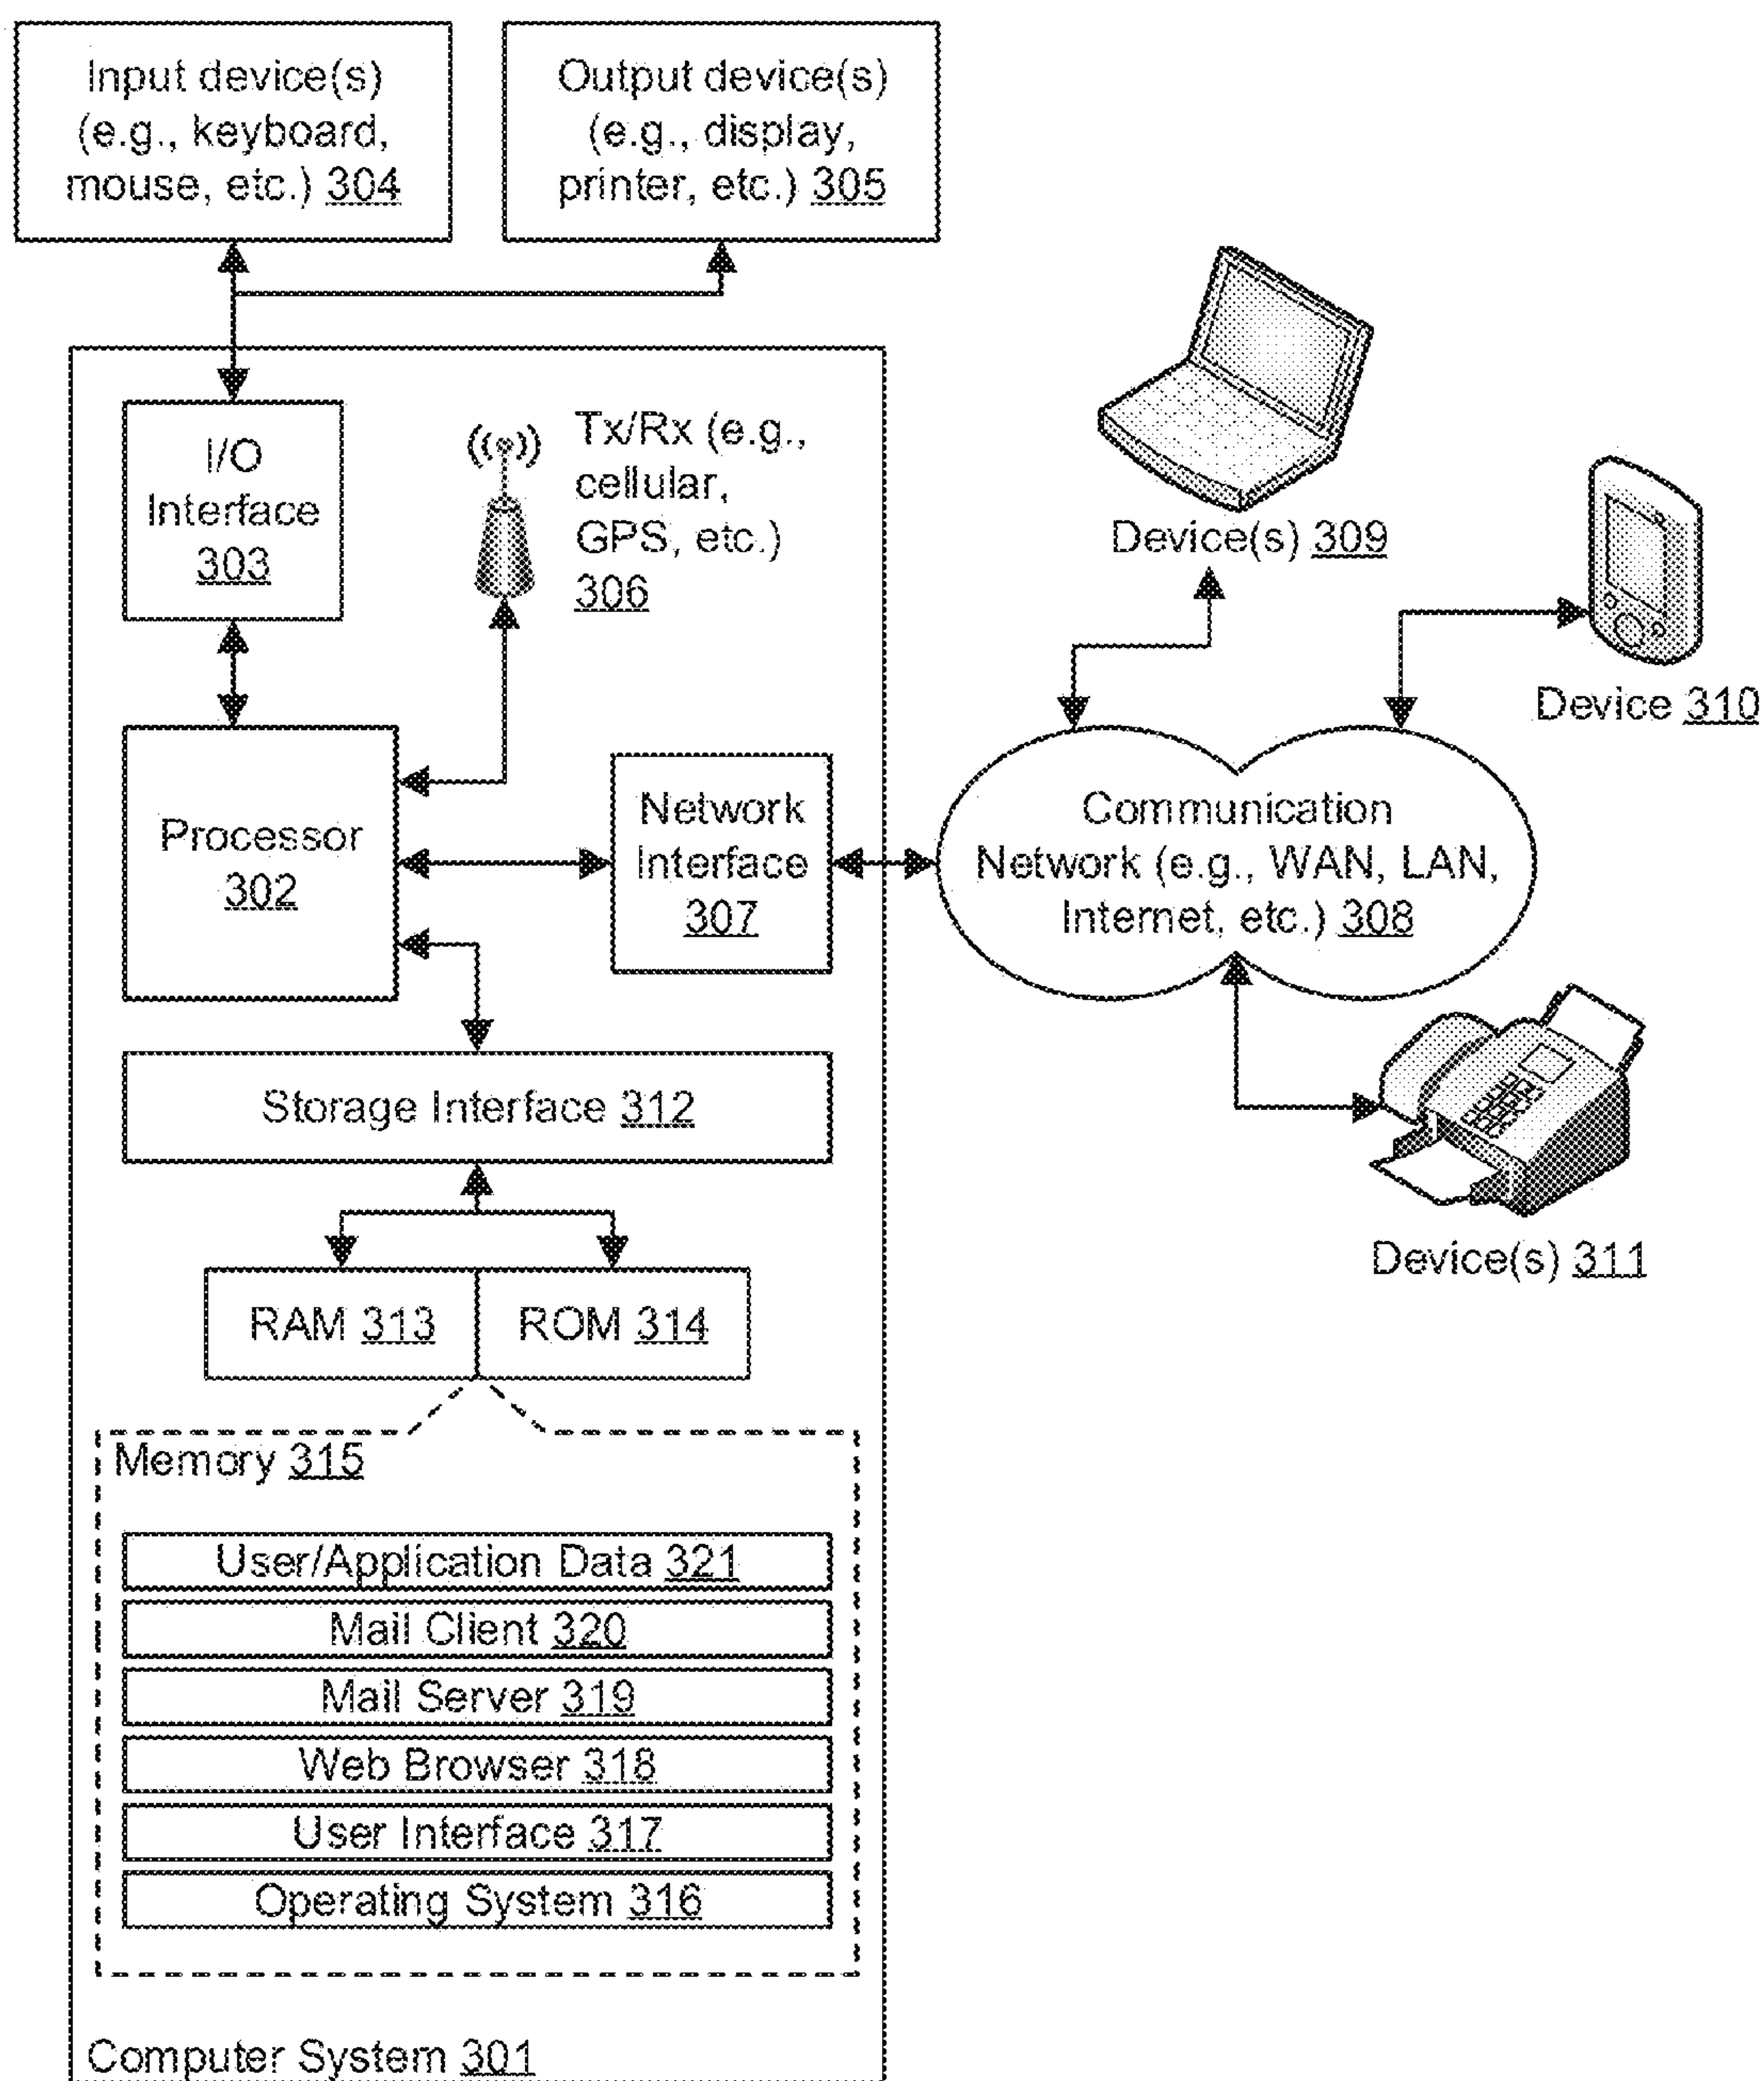 Input device(s)
(e.g., keyboard,
mouse, etc.) 304
Output device(s)
(e.g., display,
printer, etc.) 305
I/O
Interface
303
Tx/Rx (e.g.,
cellular,
GPS, etc.)
306
Device(s) 309
Device 310
Processor
302
Network
Interface
307
Communication
Network (e.g., WAN, LAN,
Internet, etc.) 308
Storage Interface 312
Device(s) 311
RAM 313
ROM 314
Memory 315
User/Application Data 321
Mail Client 320
Mail Server 319
Web Browser 318
User Interface 317
Operating System 316
Computer System 301